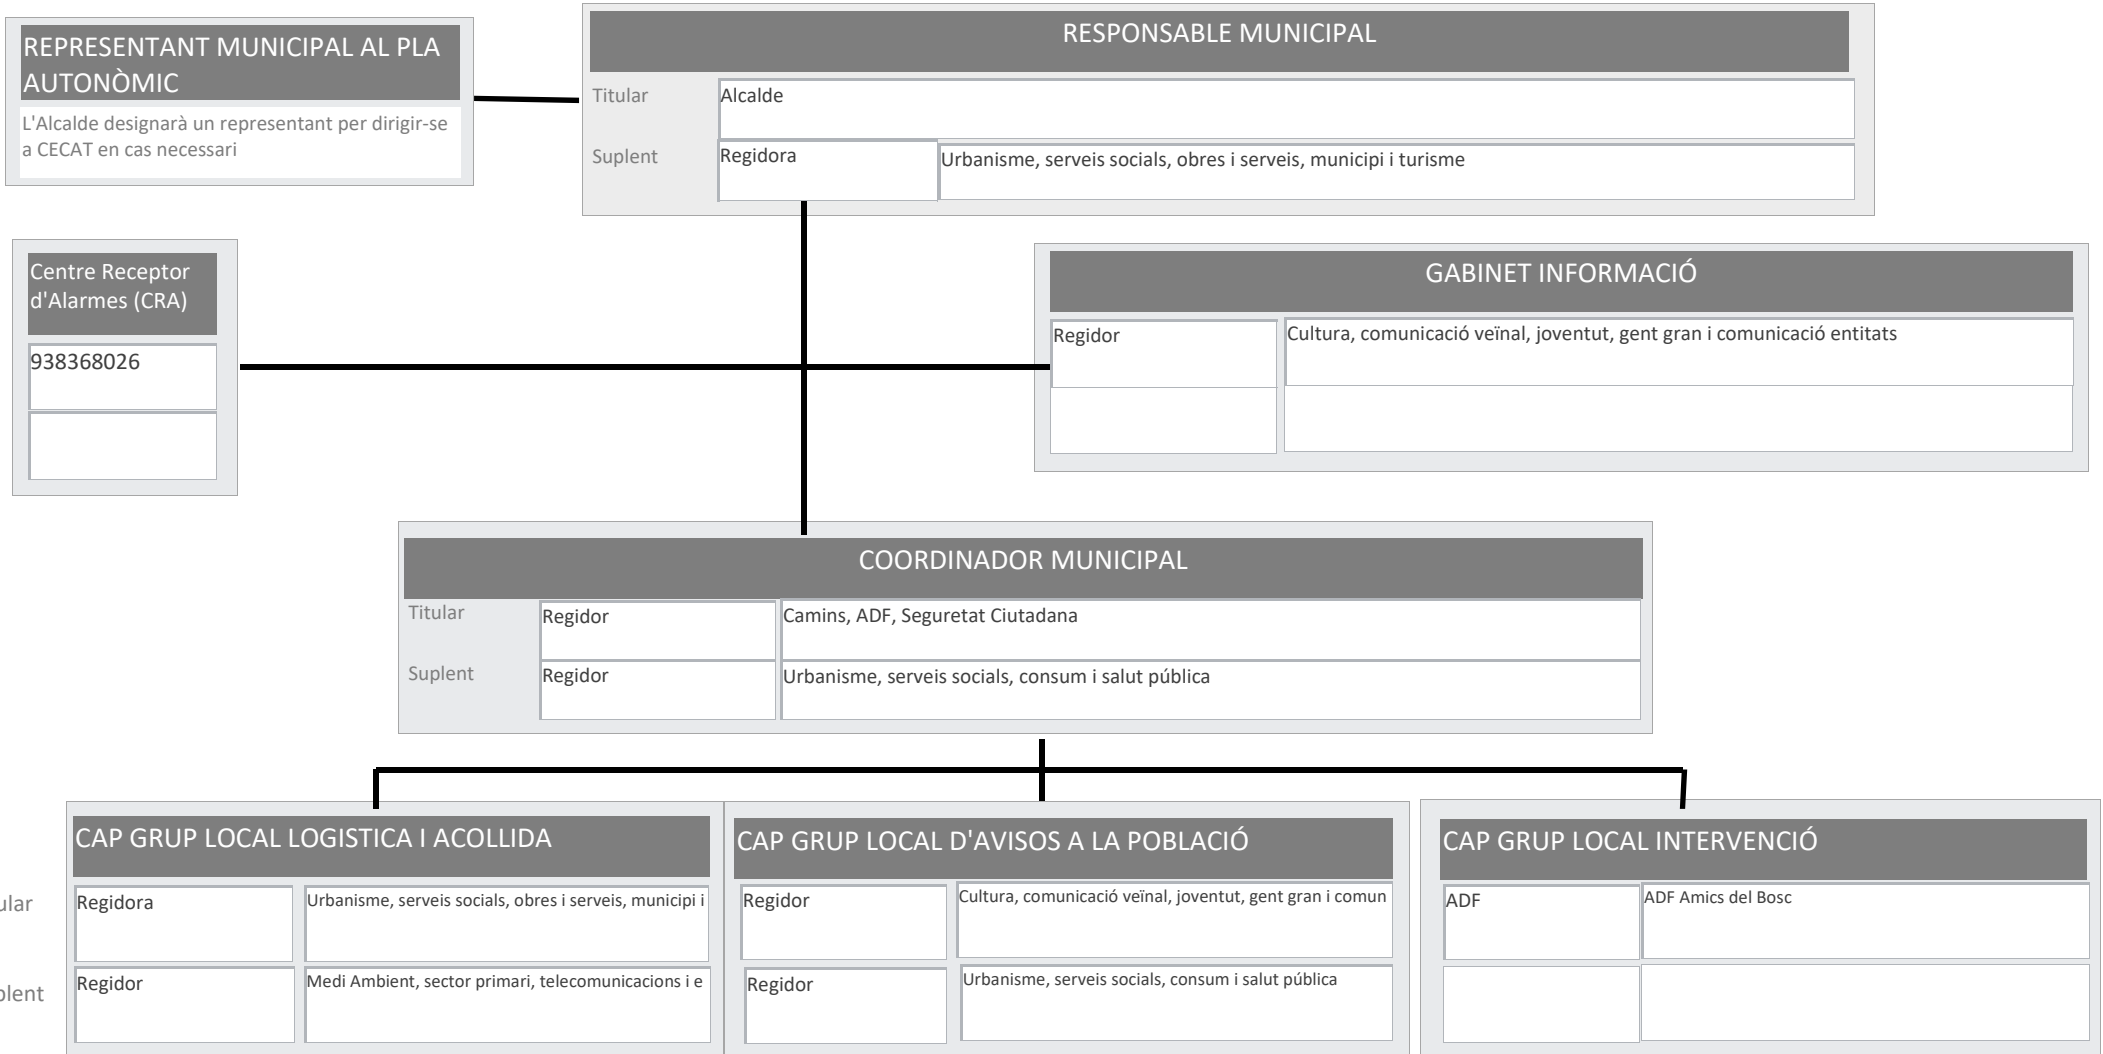 REPRESENTANT MUNICIPAL AL PLA
AUTONÒMIC
L'Alcalde designarà un representant per dirigir-se
a CECAT en cas necessari
RESPONSABLE MUNICIPAL
Titular Alcalde
Suplent Regidora Urbanisme, serveis socials, obres i serveis, municipi i turisme
Centre Receptor
d'Alarmes (CRA)
938368026
GABINET INFORMACIÓ
Regidor Cultura, comunicació veïnal, joventut, gent gran i comunicació entitats
COORDINADOR MUNICIPAL
Titular Regidor Camins, ADF, Seguretat Ciutadana
Suplent Regidor Urbanisme, serveis socials, consum i salut pública
CAP GRUP LOCAL LOGISTICA I ACOLLIDA
ular Regidora Urbanisme, serveis socials, obres i serveis, municipi i
plent Regidor Medi Ambient, sector primari, telecomunicacions i e
CAP GRUP LOCAL D'AVISOS A LA POBLACIÓ
Regidor Cultura, comunicació veïnal, joventut, gent gran i comun
Regidor Urbanisme, serveis socials, consum i salut pública
CAP GRUP LOCAL INTERVENCIÓ
ADF ADF Amics del Bosc